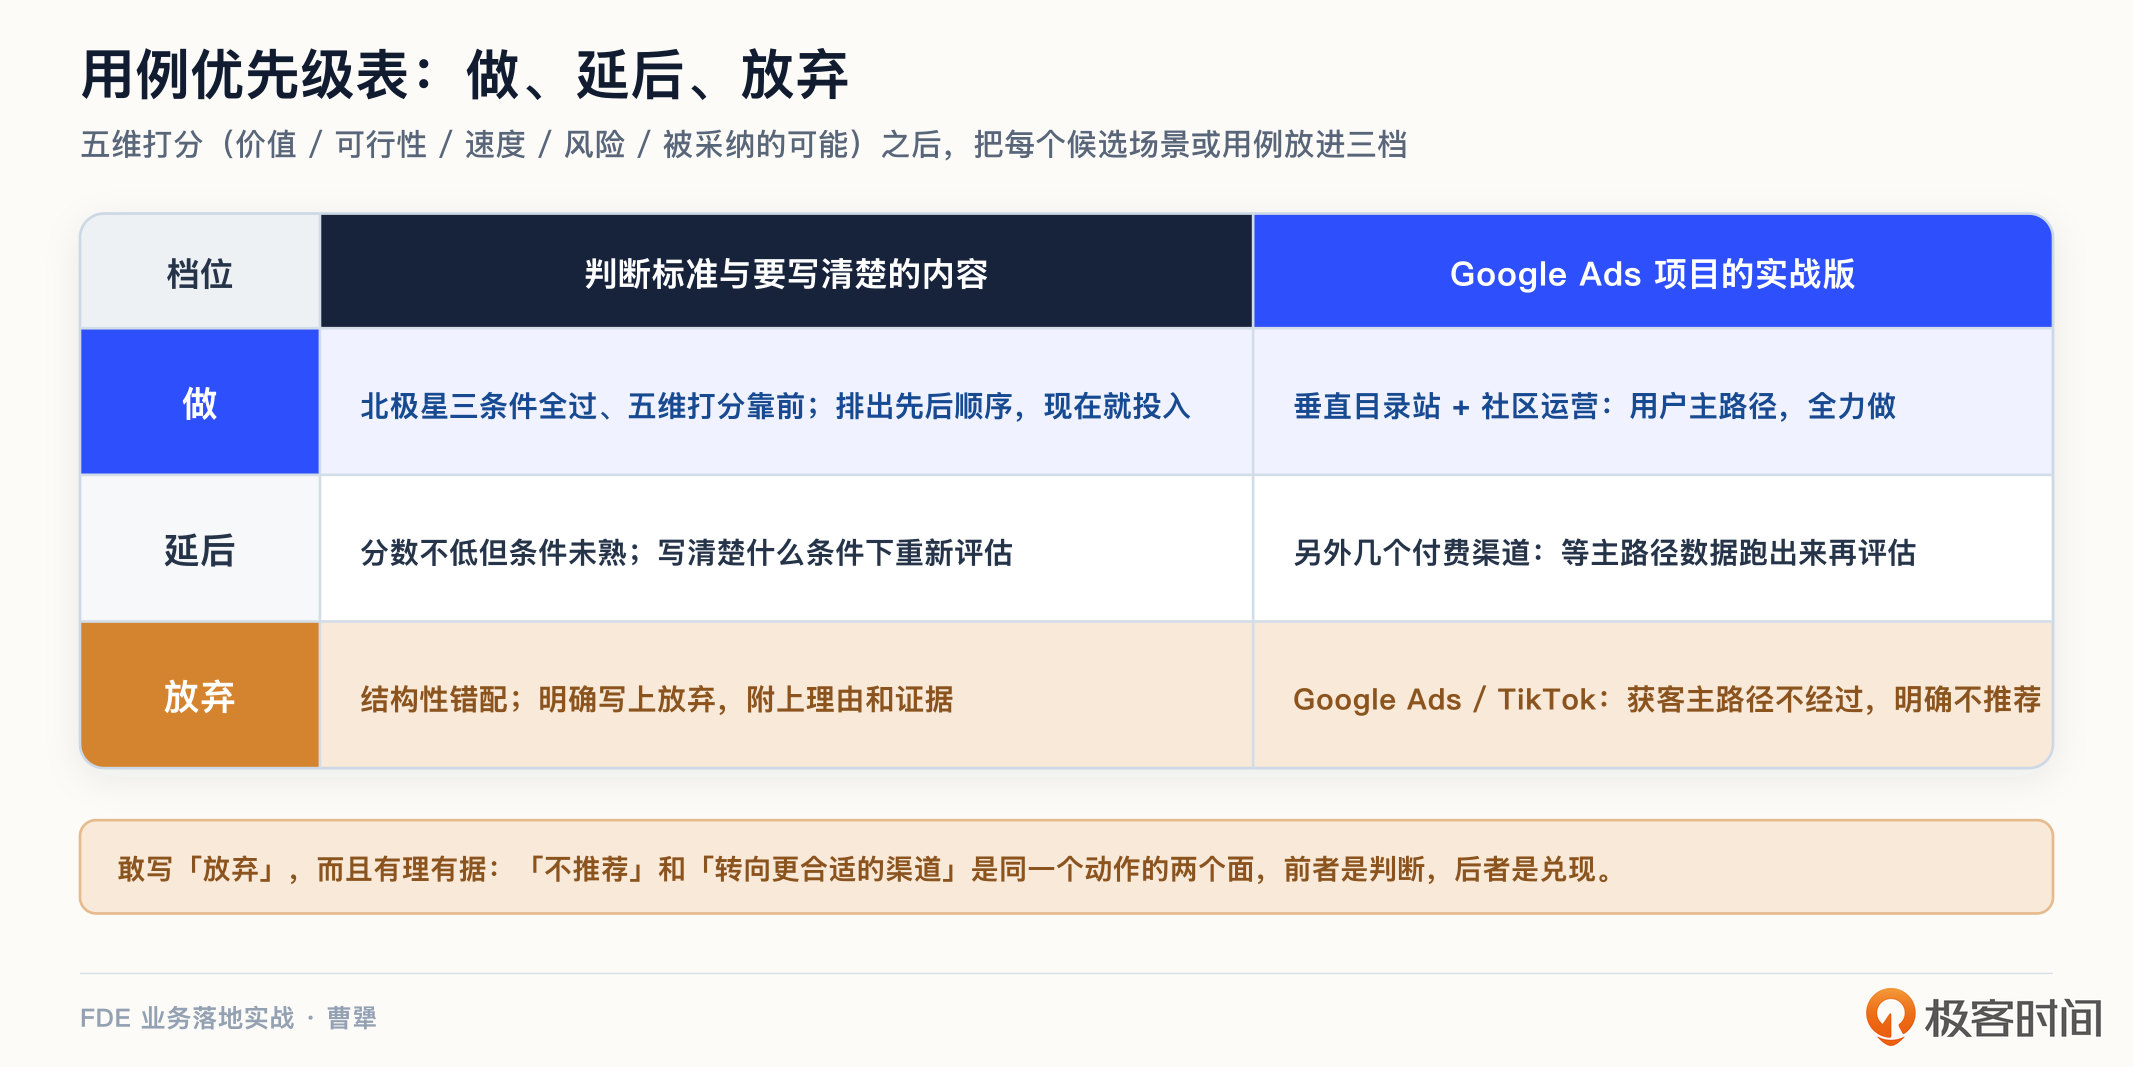 用例优先级表：做、延后、放弃
五维打分（价值 / 可行性 / 速度 / 风险 / 被采纳的可能）之后，把每个候选场景或用例放进三档
档位
判断标准与要写清楚的内容
Google Ads 项目的实战版
做
北极星三条件全过、五维打分靠前；排出先后顺序，现在就投入
垂直目录站 + 社区运营：用户主路径，全力做
延后
分数不低但条件未熟；写清楚什么条件下重新评估
另外几个付费渠道：等主路径数据跑出来再评估
放弃
结构性错配；明确写上放弃，附上理由和证据
Google Ads / TikTok：获客主路径不经过，明确不推荐
敢写「放弃」，而且有理有据：「不推荐」和「转向更合适的渠道」是同一个动作的两个面，前者是判断，后者是兑现。
FDE 业务落地实战 · 曹犟
极客时间